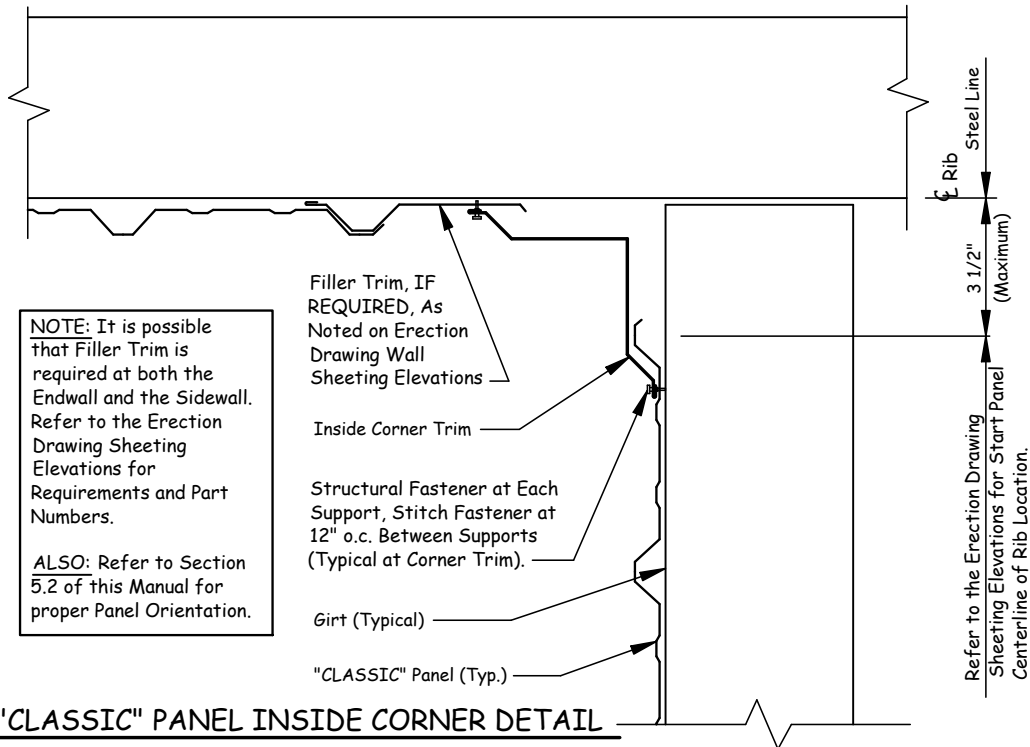 Steel Line
℄ Rib
3 1/2"
(Maximum)
Refer to the Erection Drawing
Sheeting Elevations for Start Panel
Centerline of Rib Location.
Filler Trim, IF
REQUIRED, As
Noted on Erection
Drawing Wall
Sheeting Elevations
Inside Corner Trim
Structural Fastener at Each
Support, Stitch Fastener at
12" o.c. Between Supports
(Typical at Corner Trim).
Girt (Typical)
"CLASSIC" Panel (Typ.)
NOTE: It is possible
that Filler Trim is
required at both the
Endwall and the Sidewall.
Refer to the Erection
Drawing Sheeting
Elevations for
Requirements and Part
Numbers.
ALSO: Refer to Section
5.2 of this Manual for
proper Panel Orientation.
"CLASSIC" PANEL INSIDE CORNER DETAIL